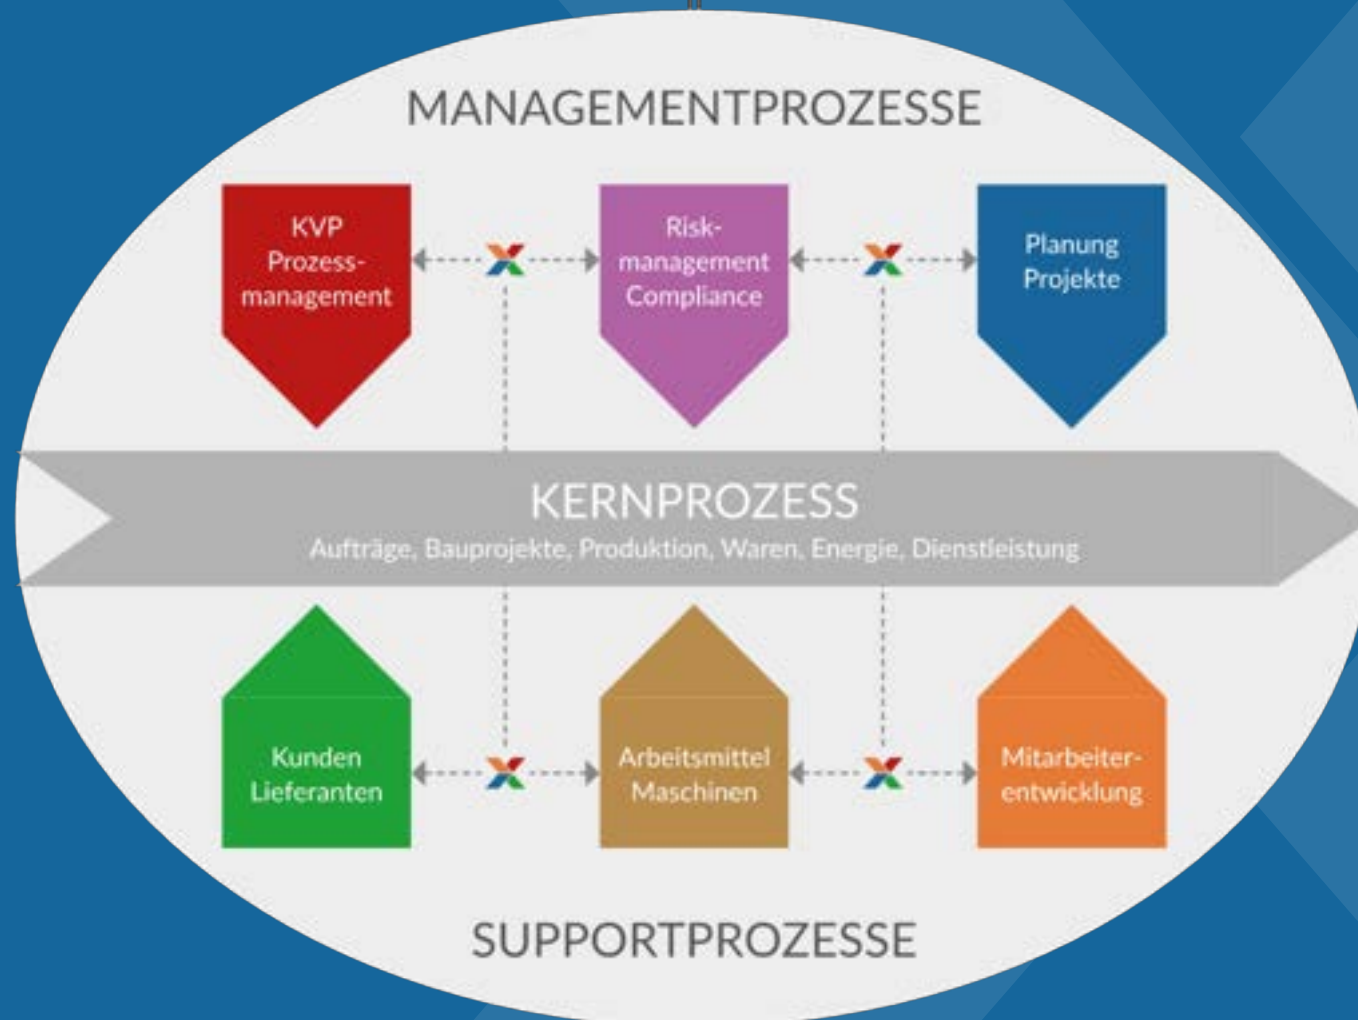 MANAGEMENTPROZESSE
KVP
Prozess-
management
Risk-
management
Compliance
Planung
Projekte
KERNPROZESS
Aufträge, Bauprojekte, Produktion, Waren, Energie, Dienstleistung
Kunden
Lieferanten
Arbeitsmittel
Maschinen
Mitarbeiter-
entwicklung
SUPPORTPROZESSE